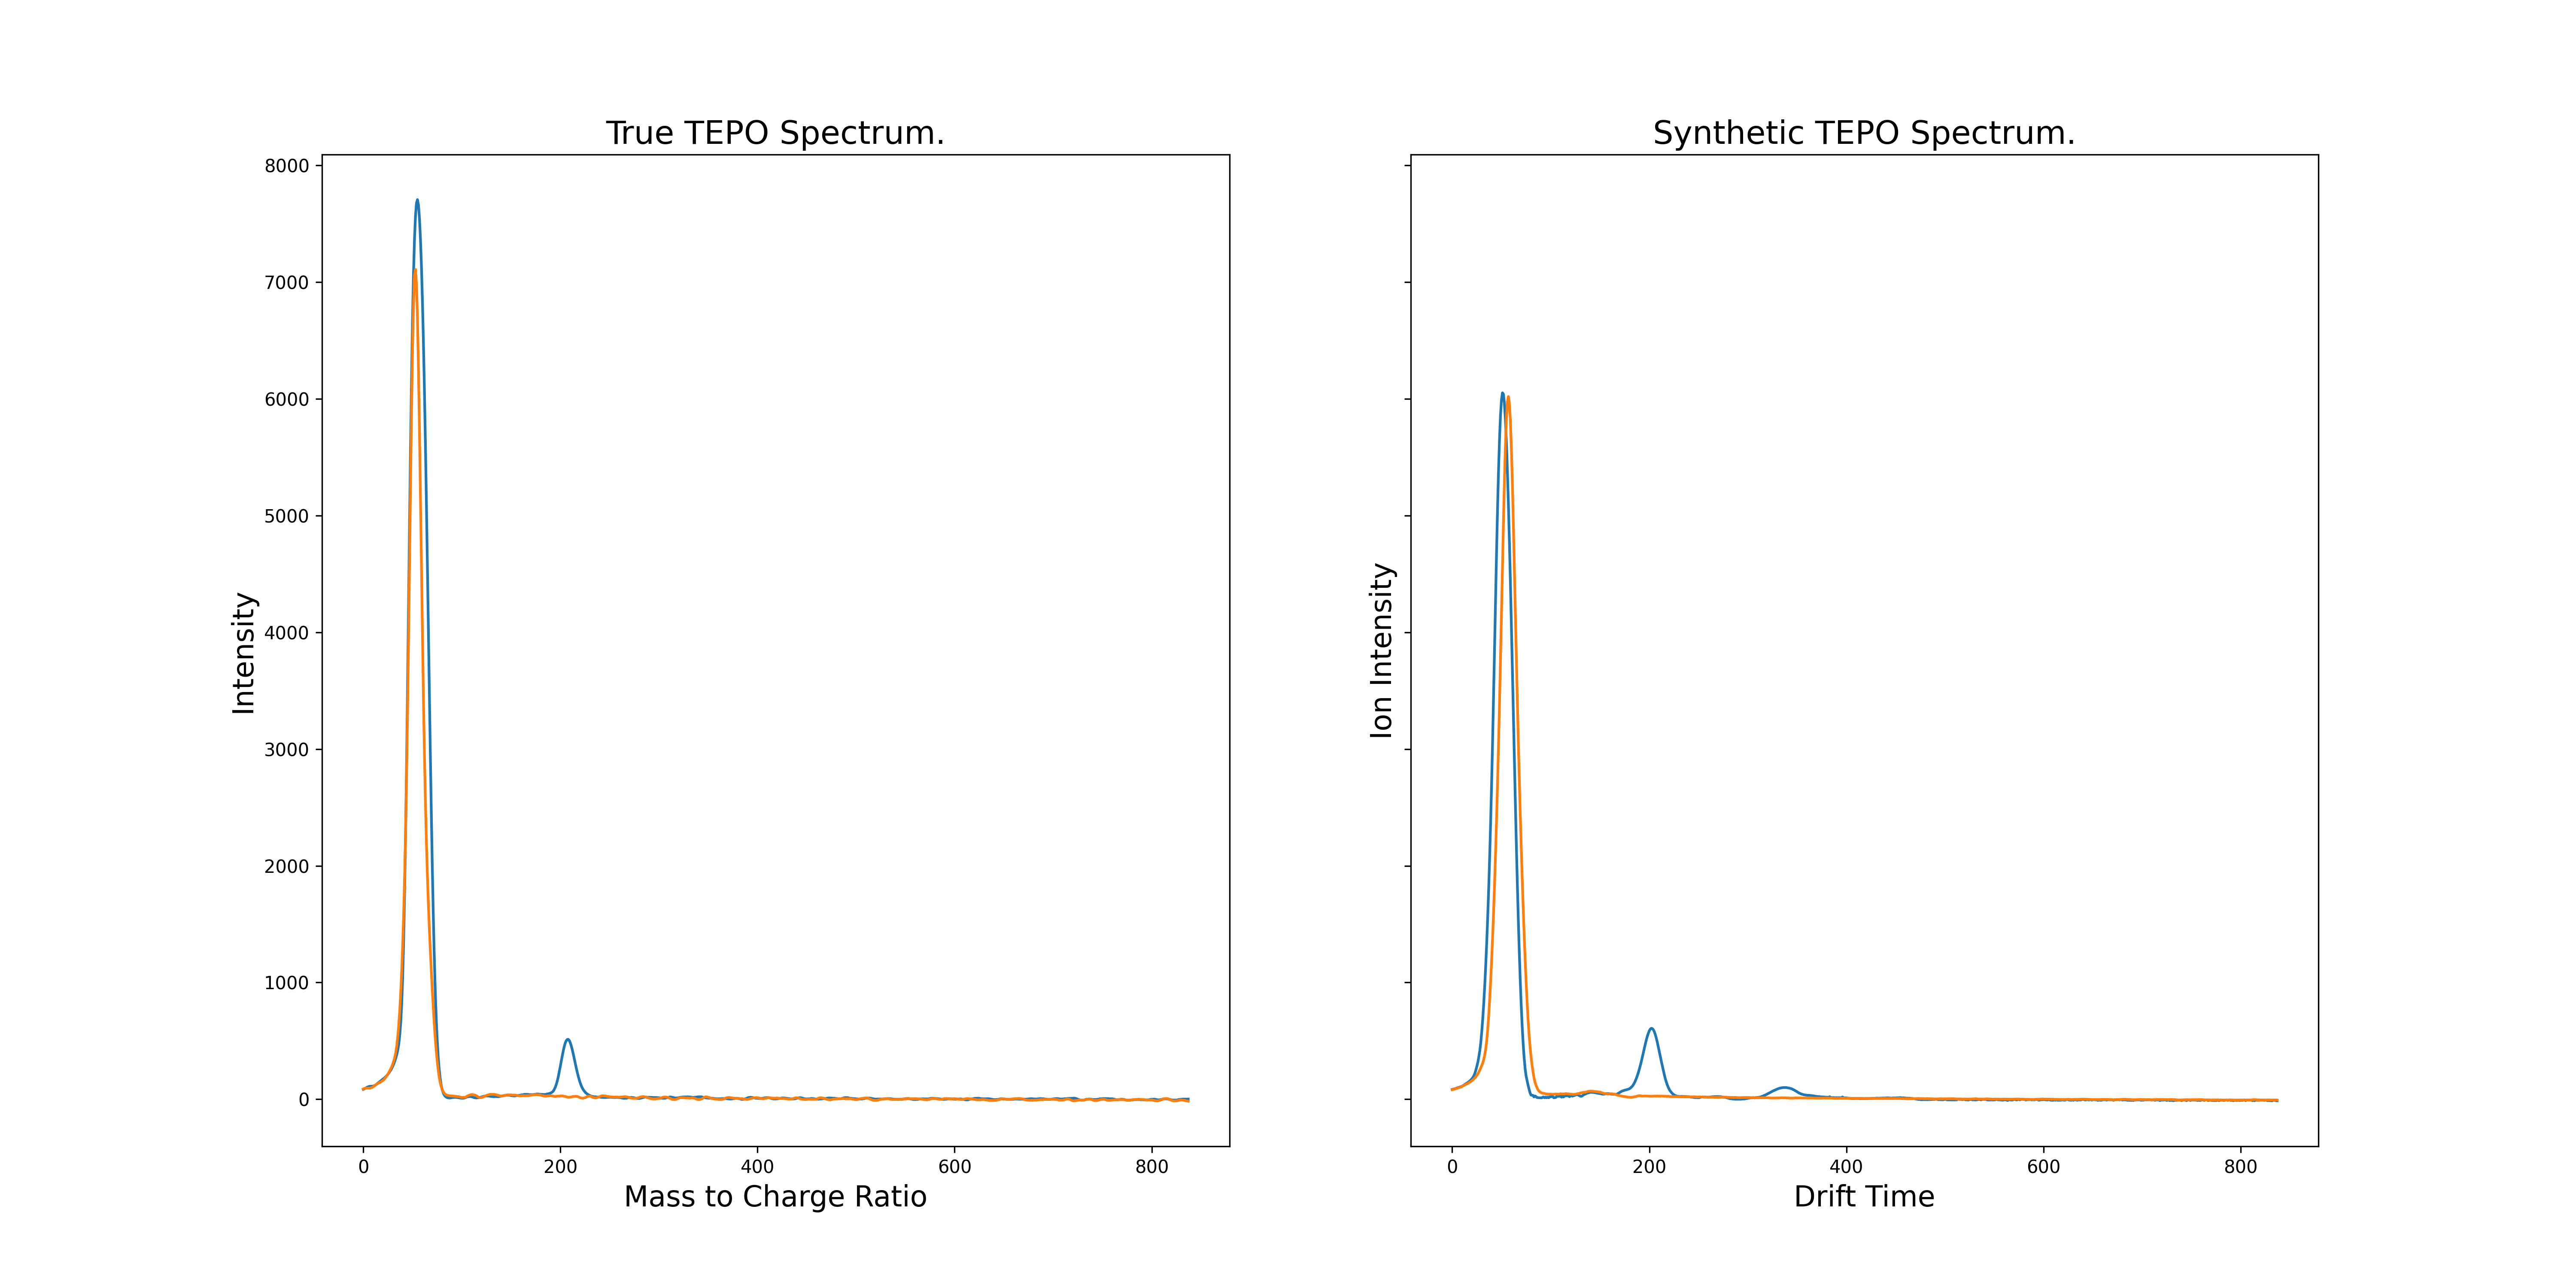 True TEPO Spectrum.
8000
7000
6000
5000
4000
3000
2000
1000
0
Intensity
0 200 400 600 800
Mass to Charge Ratio
Synthetic TEPO Spectrum.
Ion Intensity
0 200 400 600 800
Drift Time